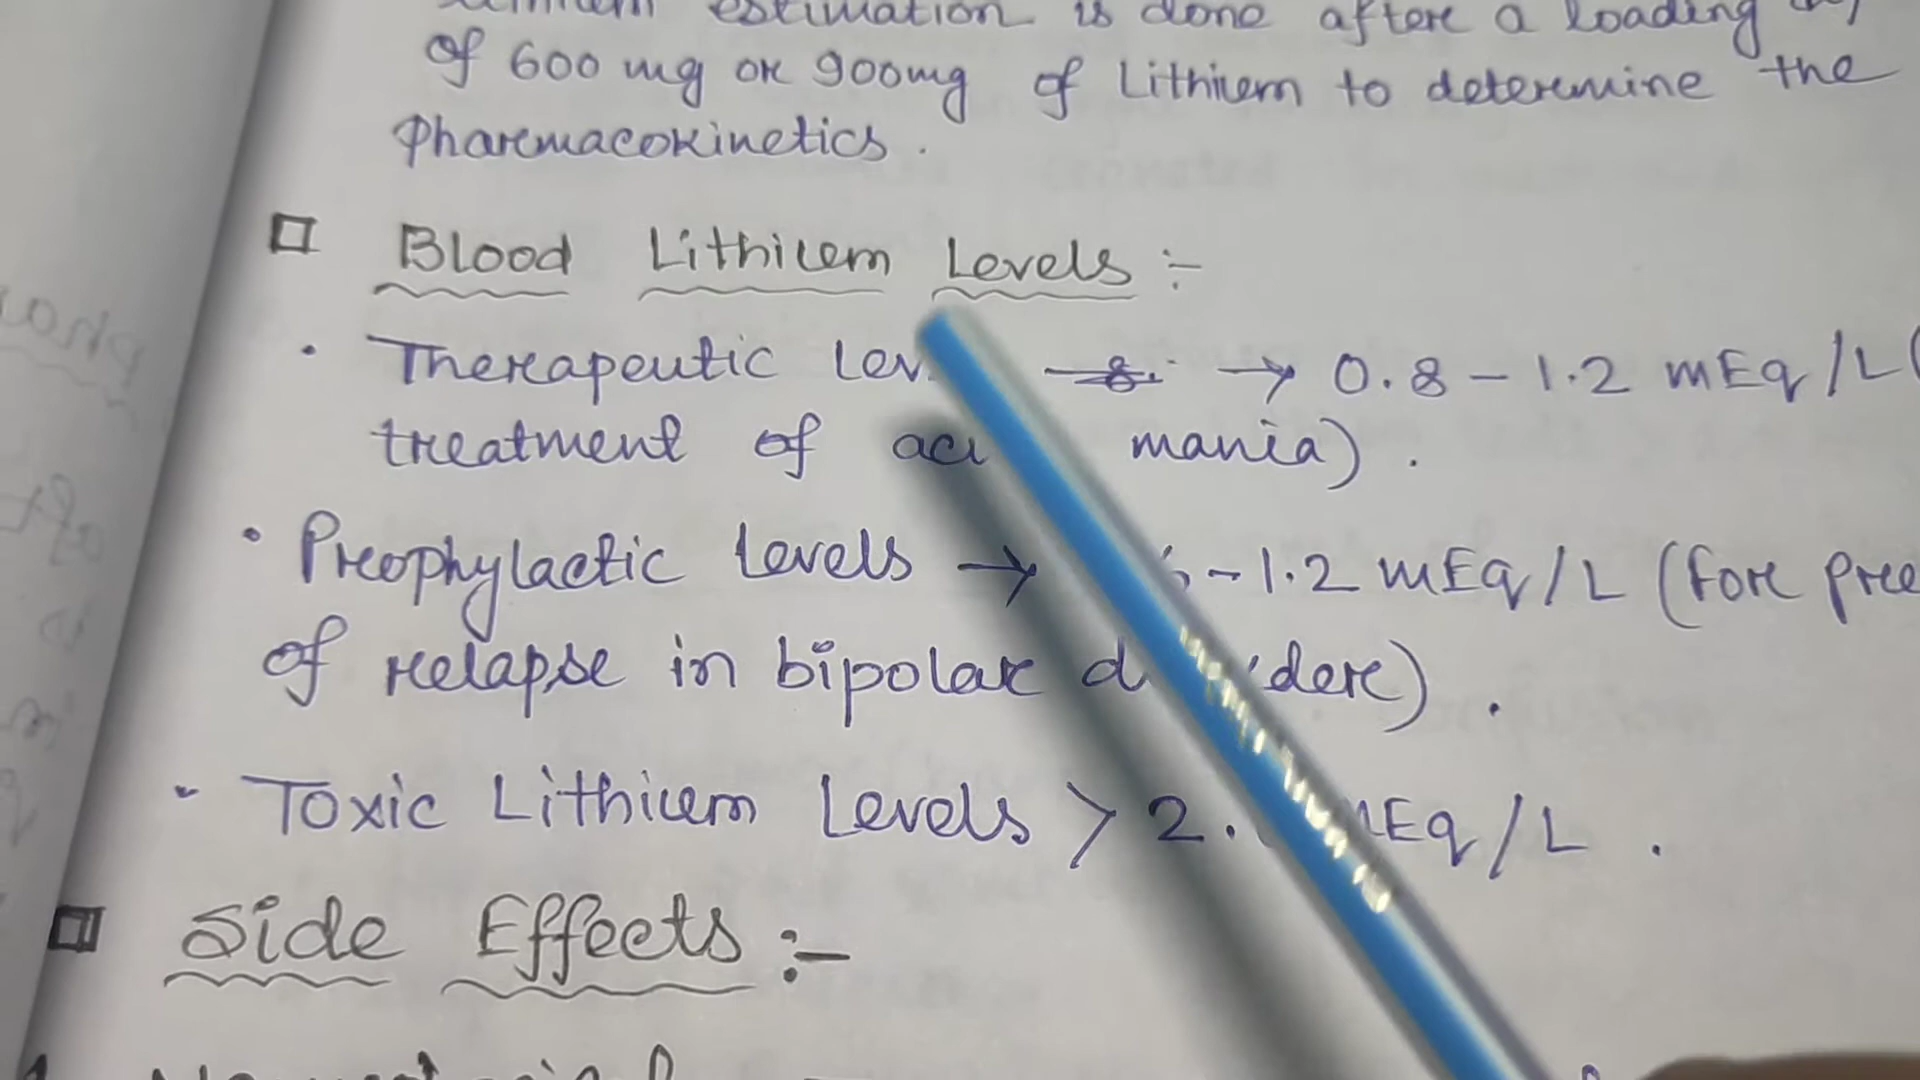 estimation is done after a loading
of 600 mg or 900mg of Lithium to determine the
Pharmacokinetics.
Blood Lithium Levels :-
• Therapeutic → 0.8 - 1.2 mEq/L (
treatment of mania).
• Prophylactic Levels → - 1.2 mEq/L (For
of relapse in bipolar
• Toxic Lithium Levels > 2. mEq/L.
Side Effects :-